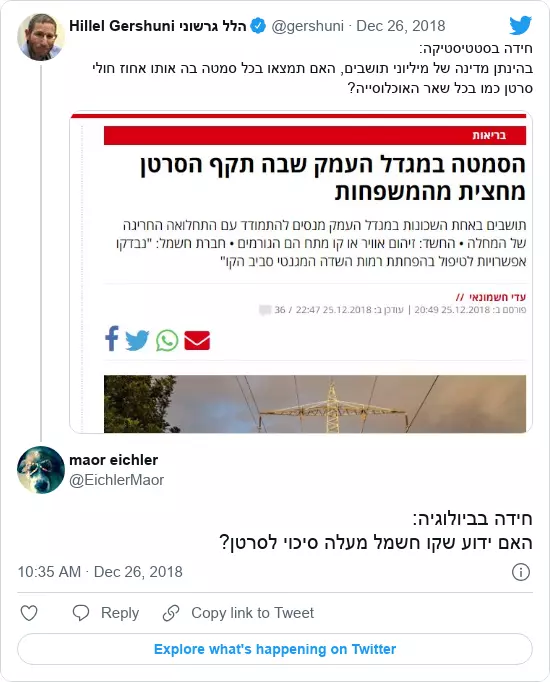 Hillel Gershuni הלל גרשוני @gershuni · Dec 26, 2018
חידה בסטטיסטיקה:
בהינתן מדינה של מיליוני תושבים, האם תמצאו בכל סמטה בה אותו אחוז חולי
סרטן כמו בכל שאר האוכלוסייה?
בריאות
הסמטה במגדל העמק שבה תקף הסרטן
מחצית מהמשפחות
תושבים באחת השכונות במגדל העמק מנסים להתמודד עם התחלואה החריגה
של המחלה • החשד: זיהום אוויר או קו מתח הם הגורמים • חברת חשמל: "נבדקו
אפשרויות לטיפול בהפחתת רמות השדה המגנטי סביב הקו"
עדי חשמונאי //
פורסם ב: 25.12.2018 20:49 | עודכן ב: 25.12.2018 22:47 / 36
maor eichler
@EichlerMaor
חידה בביולוגיה:
האם ידוע שקו חשמל מעלה סיכוי לסרטן?
10:35 AM · Dec 26, 2018
Reply Copy link to Tweet
Explore what's happening on Twitter